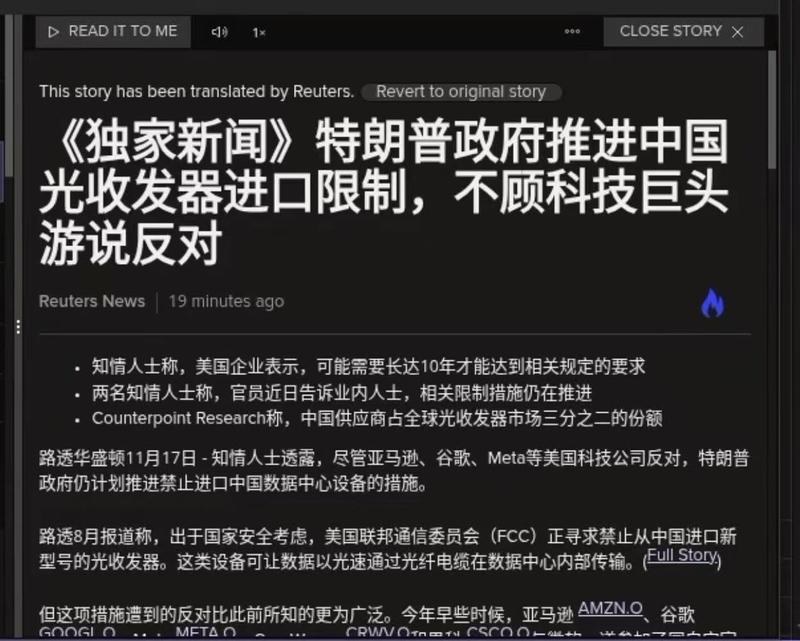 READ IT TO ME
1×
CLOSE STORY
This story has been translated by Reuters. Revert to original story
《独家新闻》特朗普政府推进中国
光收发器进口限制，不顾科技巨头
游说反对
Reuters News 19 minutes ago
• 知情人士称，美国企业表示，可能需要长达10年才能达到相关规定的要求
• 两名知情人士称，官员近日告诉业内人士，相关限制措施仍在推进
• Counterpoint Research称，中国供应商占全球光收发器市场三分之二的份额
路透华盛顿11月17日 - 知情人士透露，尽管亚马逊、谷歌、Meta等美国科技公司反对，特朗普
政府仍计划推进禁止进口中国数据中心设备的措施。
路透8月报道称，出于国家安全考虑，美国联邦通信委员会（FCC）正寻求禁止从中国进口新
型号的光收发器。这类设备可让数据以光速通过光纤电缆在数据中心内部传输。(Full Story)
但这项措施遭到的反对比此前所知的更为广泛。今年早些时候，亚马逊 AMZN.O、谷歌
GOOGL.O、Meta META.O、CRWV.O和思科 CSCO.O